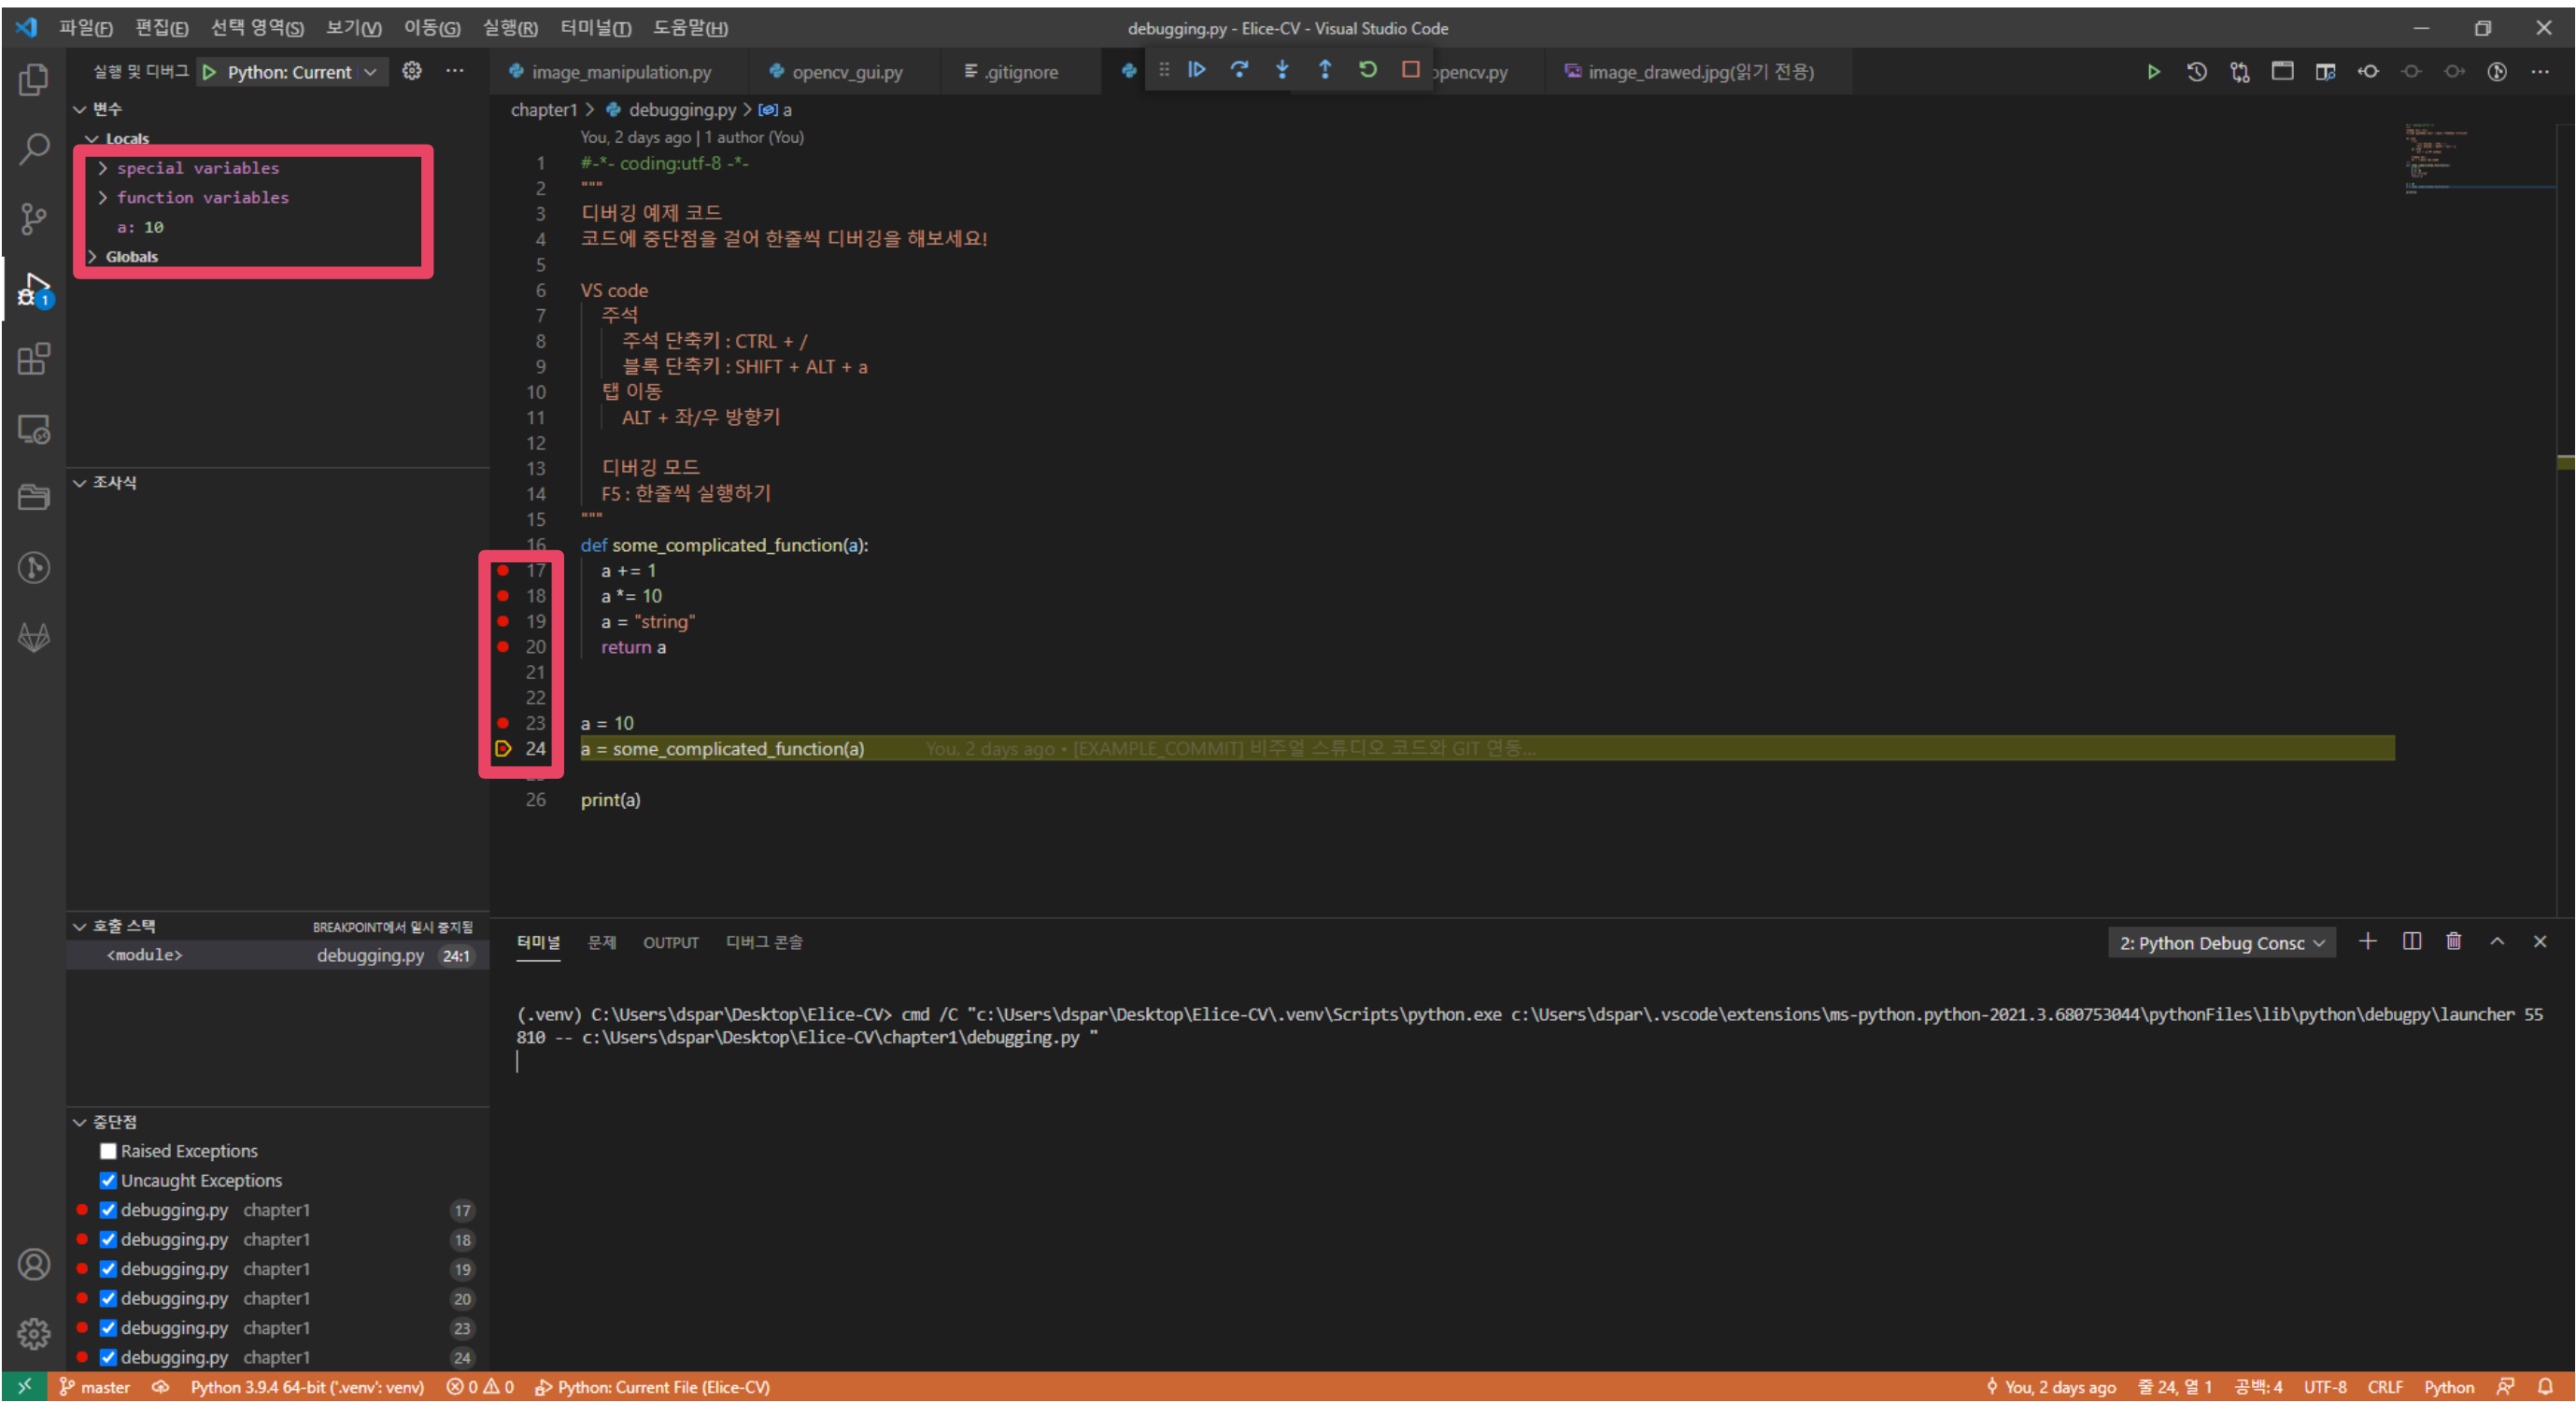 파일(F) 편집(E) 선택 영역(S) 보기(V) 이동(G) 실행(R) 터미널(T) 도움말(H)
debugging.py - Elice-CV - Visual Studio Code
실행 및 디버그 Python: Current
image_manipulation.py opencv_gui.py .gitignore opencv.py image_drawed.jpg(읽기 전용)
변수
Locals
special variables
function variables
a: 10
Globals
조사식
호출 스택 BREAKPOINT에서 일시 중지됨
<module> debugging.py 24:1
중단점
Raised Exceptions
Uncaught Exceptions
debugging.py chapter1 17
debugging.py chapter1 18
debugging.py chapter1 19
debugging.py chapter1 20
debugging.py chapter1 23
debugging.py chapter1 24
chapter1 > debugging.py > a
You, 2 days ago | 1 author (You)
1 #-*- coding:utf-8 -*-
2 """
3 디버깅 예제 코드
4 코드에 중단점을 걸어 한줄씩 디버깅을 해보세요!
5
6 VS code
7 주석
8 주석 단축키 : CTRL + /
9 블록 단축키 : SHIFT + ALT + a
10 탭 이동
11 ALT + 좌/우 방향키
12
13 디버깅 모드
14 F5 : 한줄씩 실행하기
15 """
16 def some_complicated_function(a):
17 a += 1
18 a *= 10
19 a = "string"
20 return a
21
22
23 a = 10
24 a = some_complicated_function(a) You, 2 days ago • [EXAMPLE_COMMIT] 비주얼 스튜디오 코드와 GIT 연동...
26 print(a)
터미널 문제 OUTPUT 디버그 콘솔
2: Python Debug Consc
(.venv) C:\Users\dspar\Desktop\Elice-CV> cmd /C "c:\Users\dspar\Desktop\Elice-CV\.venv\Scripts\python.exe c:\Users\dspar\.vscode\extensions\ms-python.python-2021.3.680753044\pythonFiles\lib\python\debugpy\launcher 55
810 -- c:\Users\dspar\Desktop\Elice-CV\chapter1\debugging.py "
master Python 3.9.4 64-bit ('.venv': venv) 0 0 Python: Current File (Elice-CV)
You, 2 days ago 줄 24, 열 1 공백: 4 UTF-8 CRLF Python